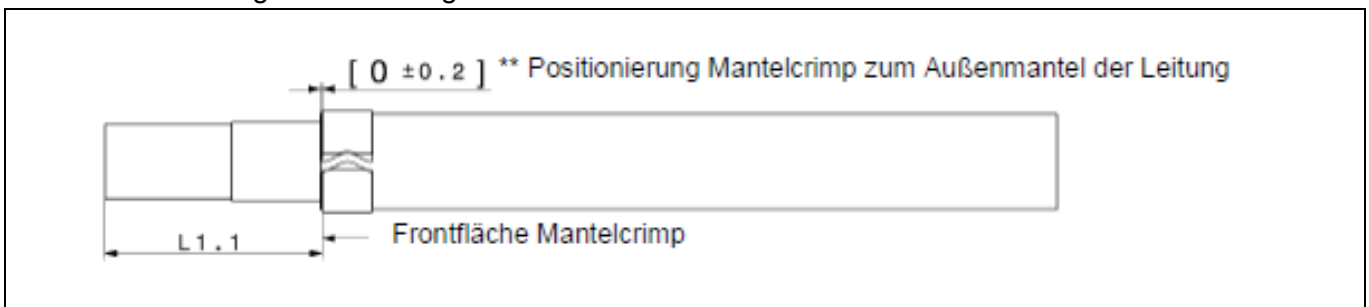 [ 0 ±0.2 ] ** Positionierung Mantelcrimp zum Außenmantel der Leitung
Frontfläche Mantelcrimp
L1.1